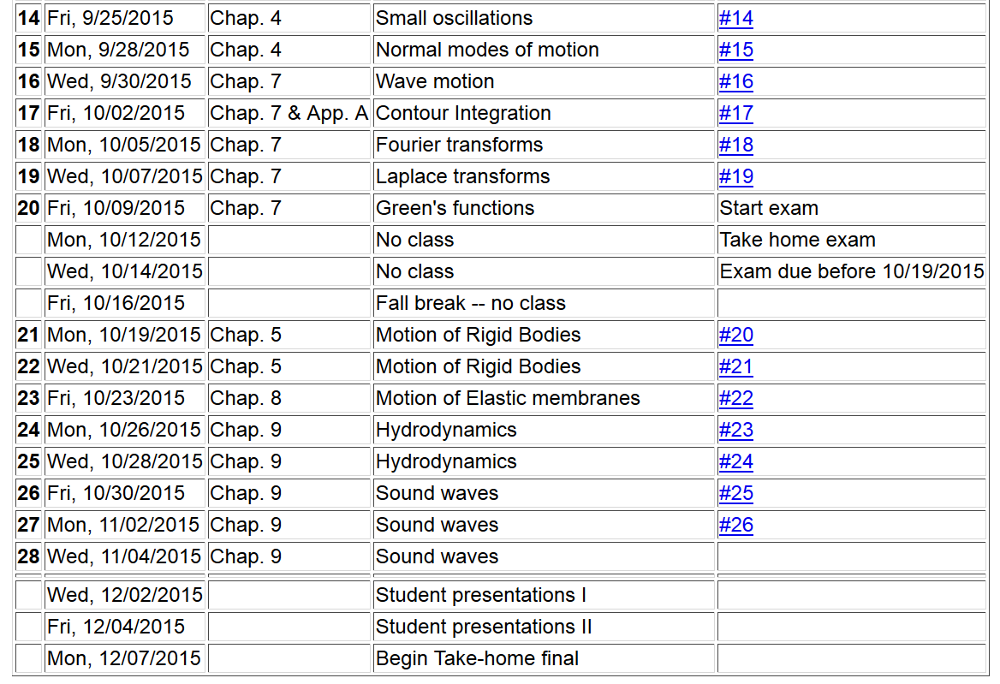 14 Fri, 9/25/2015 Chap. 4 Small oscillations #14
15 Mon, 9/28/2015 Chap. 4 Normal modes of motion #15
16 Wed, 9/30/2015 Chap. 7 Wave motion #16
17 Fri, 10/02/2015 Chap. 7 & App. A Contour Integration #17
18 Mon, 10/05/2015 Chap. 7 Fourier transforms #18
19 Wed, 10/07/2015 Chap. 7 Laplace transforms #19
20 Fri, 10/09/2015 Chap. 7 Green's functions Start exam
Mon, 10/12/2015 No class Take home exam
Wed, 10/14/2015 No class Exam due before 10/19/2015
Fri, 10/16/2015 Fall break -- no class
21 Mon, 10/19/2015 Chap. 5 Motion of Rigid Bodies #20
22 Wed, 10/21/2015 Chap. 5 Motion of Rigid Bodies #21
23 Fri, 10/23/2015 Chap. 8 Motion of Elastic membranes #22
24 Mon, 10/26/2015 Chap. 9 Hydrodynamics #23
25 Wed, 10/28/2015 Chap. 9 Hydrodynamics #24
26 Fri, 10/30/2015 Chap. 9 Sound waves #25
27 Mon, 11/02/2015 Chap. 9 Sound waves #26
28 Wed, 11/04/2015 Chap. 9 Sound waves
Wed, 12/02/2015 Student presentations I
Fri, 12/04/2015 Student presentations II
Mon, 12/07/2015 Begin Take-home final